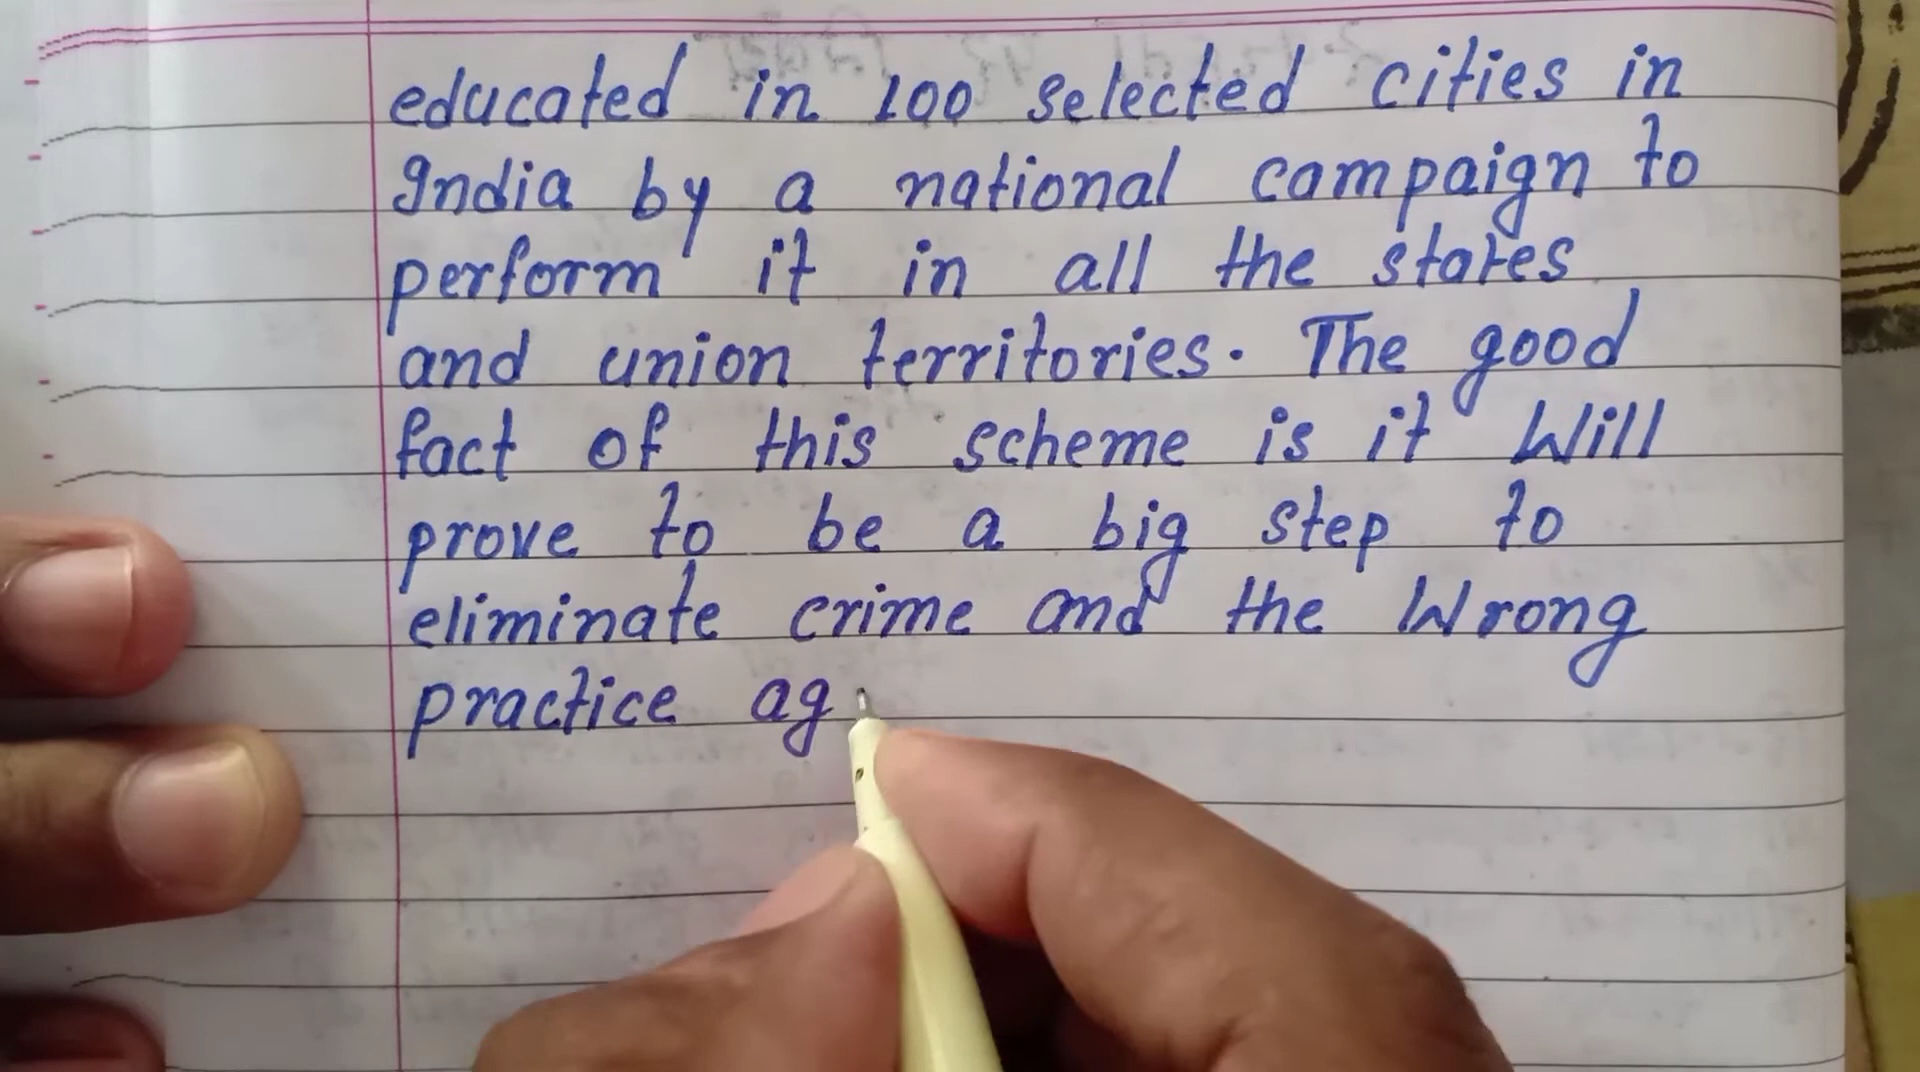 educated in 100 selected cities in
India by a national campaign to
perform it in all the states
and union territories. The good
fact of this scheme is it Will
prove to be a big step to
eliminate crime and the Wrong
practice ag